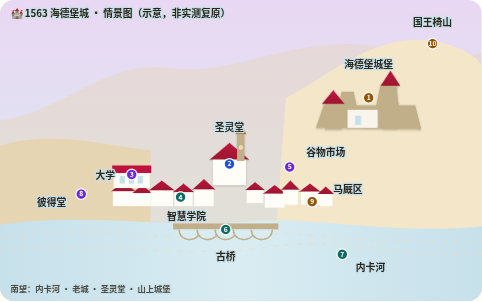 🏰 1563 海德堡城 · 情景图（示意，非实测复原）
国王椅山
10
海德堡城堡
1
圣灵堂
2
谷物市场
5
大学
3
马厩区
9
彼得堂
8
4
智慧学院
6
古桥
7
内卡河
南望：内卡河 · 老城 · 圣灵堂 · 山上城堡